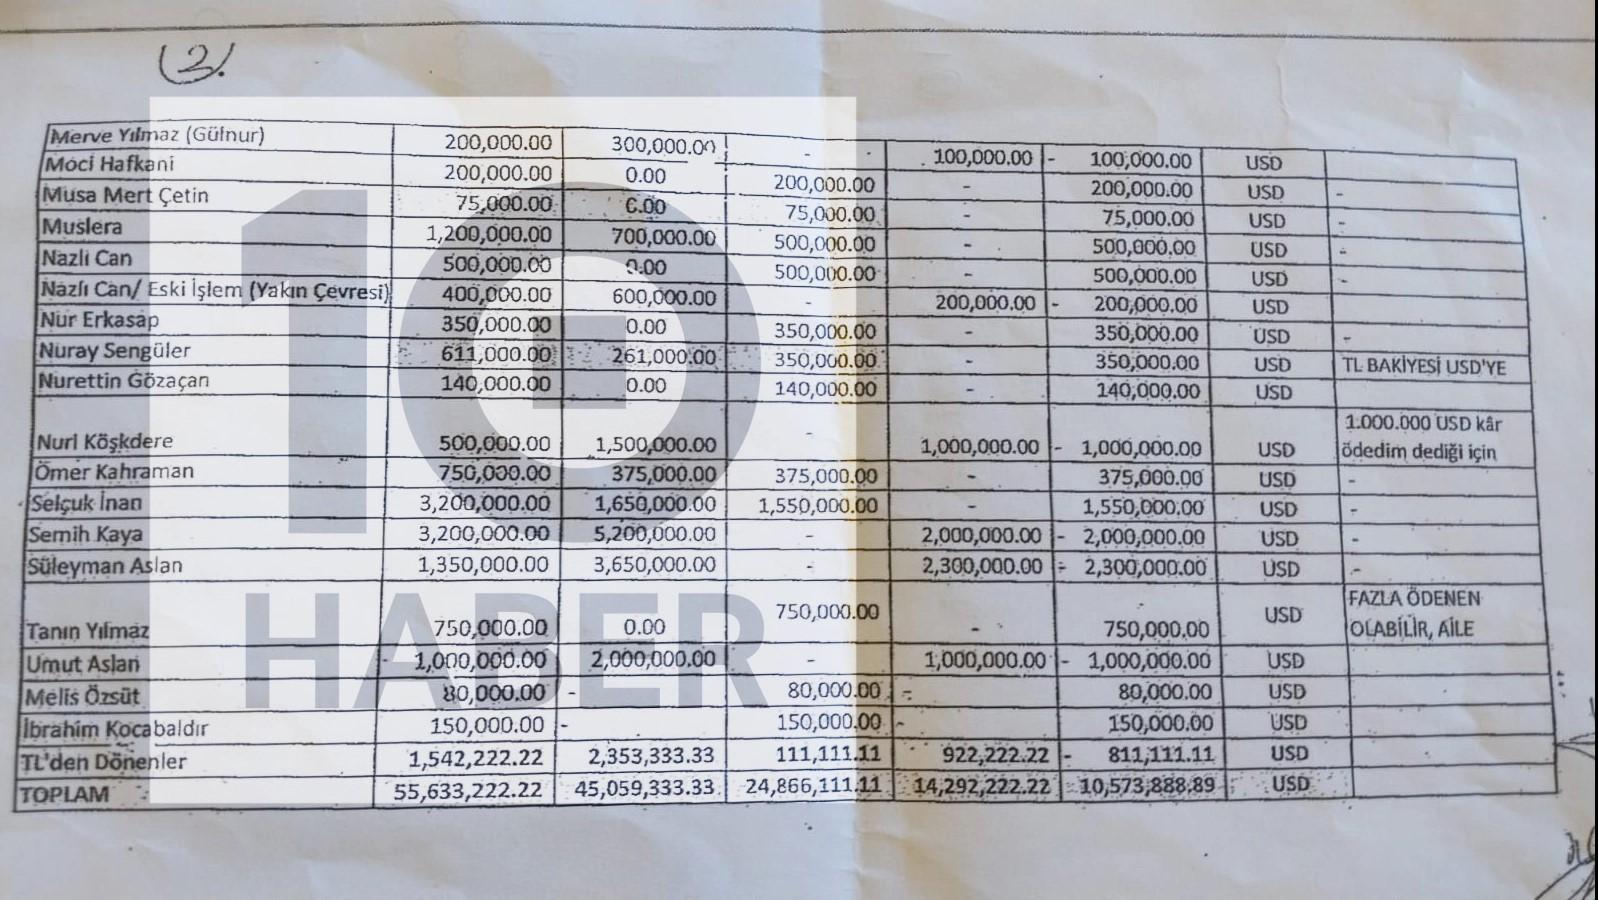 2.
Merve Yılmaz (Gülnur) 200,000.00 300,000.00 - - 100,000.00 - 100,000.00 USD
Moci Hafkani 200,000.00 0.00 200,000.00 - 200,000.00 USD -
Musa Mert Çetin 75,000.00 0.00 75,000.00 - 75,000.00 USD -
Muslera 1,200,000.00 700,000.00 500,000.00 - 500,000.00 USD -
Nazlı Can 500,000.00 0.00 500,000.00 - 500,000.00 USD -
Nazlı Can/ Eski İşlem (Yakın Çevresi) 400,000.00 600,000.00 - 200,000.00 - 200,000.00 USD
Nur Erkasap 350,000.00 0.00 350,000.00 - 350,000.00 USD -
Nuray Sengüler 611,000.00 261,000.00 350,000.00 - 350,000.00 USD TL BAKİYESİ USD'YE
Nurettin Gözaçan 140,000.00 0.00 140,000.00 - 140,000.00 USD
1.000.000 USD kâr
Nuri Köşkdere 500,000.00 1,500,000.00 - 1,000,000.00 - 1,000,000.00 USD ödedim dediği için
Ömer Kahraman 750,000.00 375,000.00 375,000.00 - 375,000.00 USD -
Selçuk İnan 3,200,000.00 1,650,000.00 1,550,000.00 - 1,550,000.00 USD -
Semih Kaya 3,200,000.00 5,200,000.00 - 2,000,000.00 - 2,000,000.00 USD -
Süleyman Aslan 1,350,000.00 3,650,000.00 - 2,300,000.00 - 2,300,000.00 USD -
FAZLA ÖDENEN
Tanın Yılmaz 750,000.00 0.00 750,000.00 - 750,000.00 USD OLABİLİR, AİLE
Umut Aslan 1,000,000.00 2,000,000.00 - 1,000,000.00 - 1,000,000.00 USD
Melis Özsüt 80,000.00 - 80,000.00 - 80,000.00 USD
İbrahim Kocabaldır 150,000.00 - 150,000.00 - 150,000.00 USD
TL'den Dönenler 1,542,222.22 2,353,333.33 111,111.11 922,222.22 - 811,111.11 USD
TOPLAM 55,633,222.22 45,059,333.33 24,866,111.11 14,292,222.22 10,573,888.89 USD
10
HABER